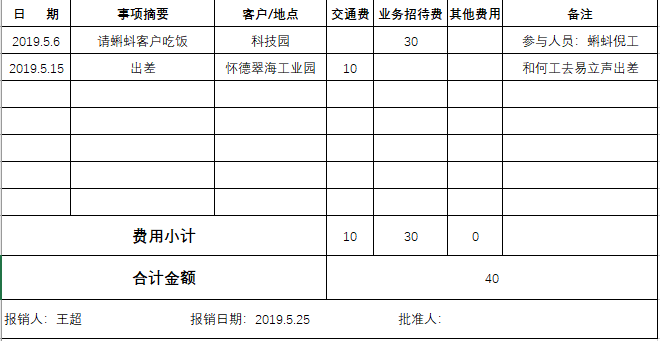 日 期 事项摘要 客户/地点 交通费 业务招待费 其他费用 备注
2019.5.6 请蝌蚪客户吃饭 科技园 30 参与人员：蝌蚪倪工
2019.5.15 出差 怀德翠海工业园 10 和何工去易立声出差
费用小计 10 30 0
合计金额 40
报销人：王超 报销日期：2019.5.25 批准人：